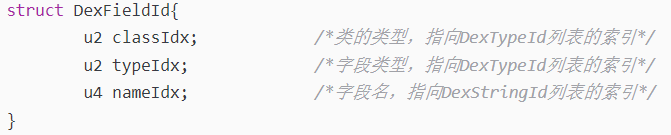 struct DexFieldId{
u2 classIdx; /*类的类型，指向DexTypeId列表的索引*/
u2 typeIdx; /*字段类型，指向DexTypeId列表的索引*/
u4 nameIdx; /*字段名，指向DexStringId列表的索引*/
}